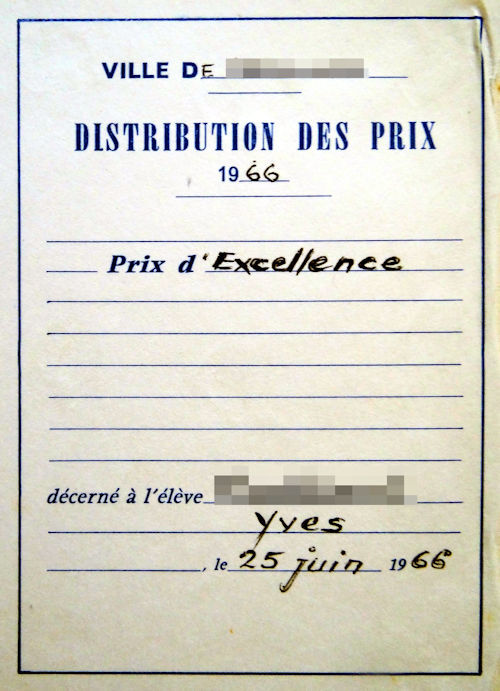 VILLE DE
DISTRIBUTION DES PRIX
1966
Prix d'Excellence
décerné à l'élève
Yves
, le 25 juin 1966